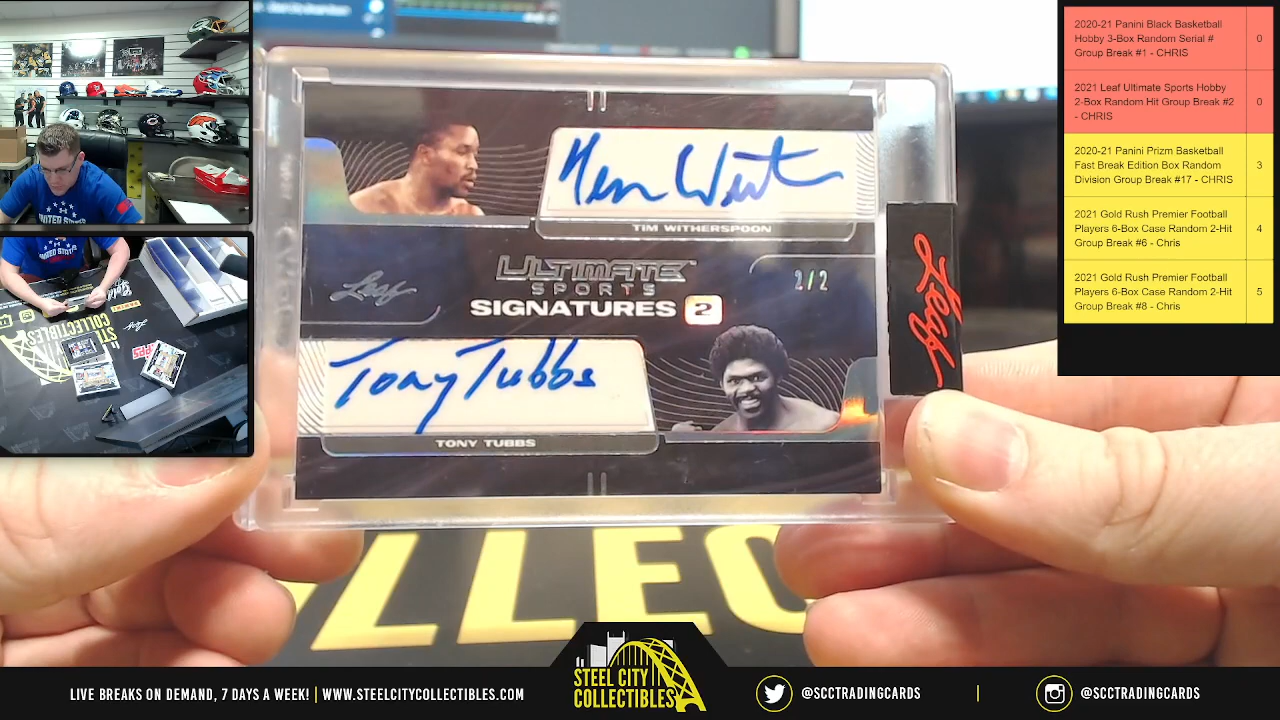 2020-21 Panini Black Basketball
Hobby 3-Box Random Serial #
Group Break #1 - CHRIS
0
2021 Leaf Ultimate Sports Hobby
2-Box Random Hit Group Break #2
- CHRIS
0
2020-21 Panini Prizm Basketball
Fast Break Edition Box Random
Division Group Break #17 - CHRIS
3
2021 Gold Rush Premier Football
Players 6-Box Case Random 2-Hit
Group Break #6 - Chris
4
2021 Gold Rush Premier Football
Players 6-Box Case Random 2-Hit
Group Break #8 - Chris
5
TIM WITHERSPOON
Leaf
ULTIMATE
SPORTS
SIGNATURES 2
2/2
Leaf
Tony Tubbs
TONY TUBBS
LLEC
STEEL CITY
COLLECTIBLES
LIVE BREAKS ON DEMAND, 7 DAYS A WEEK! | WWW.STEELCITYCOLLECTIBLES.COM
@SCCTRADINGCARDS | @SCCTRADINGCARDS